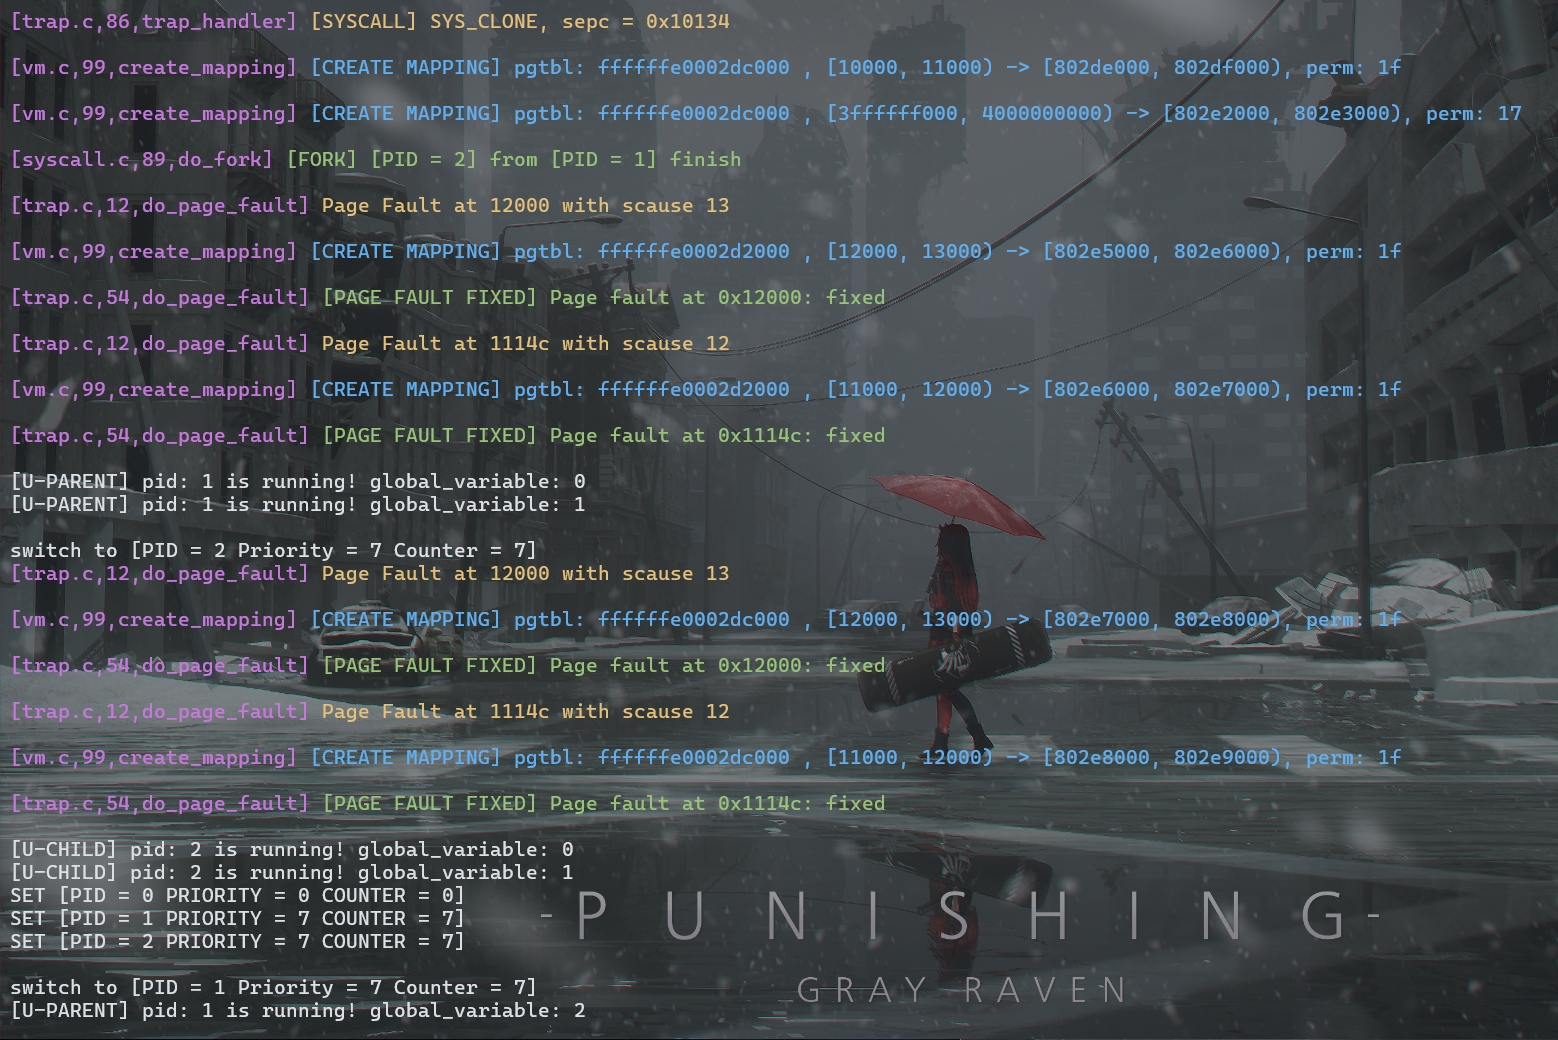 [trap.c,86,trap_handler] [SYSCALL] SYS_CLONE, sepc = 0x10134
[vm.c,99,create_mapping] [CREATE MAPPING] pgtbl: ffffffe0002dc000 , [10000, 11000) -> [802de000, 802df000), perm: 1f
[vm.c,99,create_mapping] [CREATE MAPPING] pgtbl: ffffffe0002dc000 , [3ffffff000, 4000000000) -> [802e2000, 802e3000), perm: 17
[syscall.c,89,do_fork] [FORK] [PID = 2] from [PID = 1] finish
[trap.c,12,do_page_fault] Page Fault at 12000 with scause 13
[vm.c,99,create_mapping] [CREATE MAPPING] pgtbl: ffffffe0002d2000 , [12000, 13000) -> [802e5000, 802e6000), perm: 1f
[trap.c,54,do_page_fault] [PAGE FAULT FIXED] Page fault at 0x12000: fixed
[trap.c,12,do_page_fault] Page Fault at 1114c with scause 12
[vm.c,99,create_mapping] [CREATE MAPPING] pgtbl: ffffffe0002d2000 , [11000, 12000) -> [802e6000, 802e7000), perm: 1f
[trap.c,54,do_page_fault] [PAGE FAULT FIXED] Page fault at 0x1114c: fixed
[U-PARENT] pid: 1 is running! global_variable: 0
[U-PARENT] pid: 1 is running! global_variable: 1
switch to [PID = 2 Priority = 7 Counter = 7]
[trap.c,12,do_page_fault] Page Fault at 12000 with scause 13
[vm.c,99,create_mapping] [CREATE MAPPING] pgtbl: ffffffe0002dc000 , [12000, 13000) -> [802e7000, 802e8000), perm: 1f
[trap.c,54,do_page_fault] [PAGE FAULT FIXED] Page fault at 0x12000: fixed
[trap.c,12,do_page_fault] Page Fault at 1114c with scause 12
[vm.c,99,create_mapping] [CREATE MAPPING] pgtbl: ffffffe0002dc000 , [11000, 12000) -> [802e8000, 802e9000), perm: 1f
[trap.c,54,do_page_fault] [PAGE FAULT FIXED] Page fault at 0x1114c: fixed
[U-CHILD] pid: 2 is running! global_variable: 0
[U-CHILD] pid: 2 is running! global_variable: 1
SET [PID = 0 PRIORITY = 0 COUNTER = 0]
SET [PID = 1 PRIORITY = 7 COUNTER = 7]
SET [PID = 2 PRIORITY = 7 COUNTER = 7]
switch to [PID = 1 Priority = 7 Counter = 7]
[U-PARENT] pid: 1 is running! global_variable: 2
-PUNISHING-
GRAY RAVEN